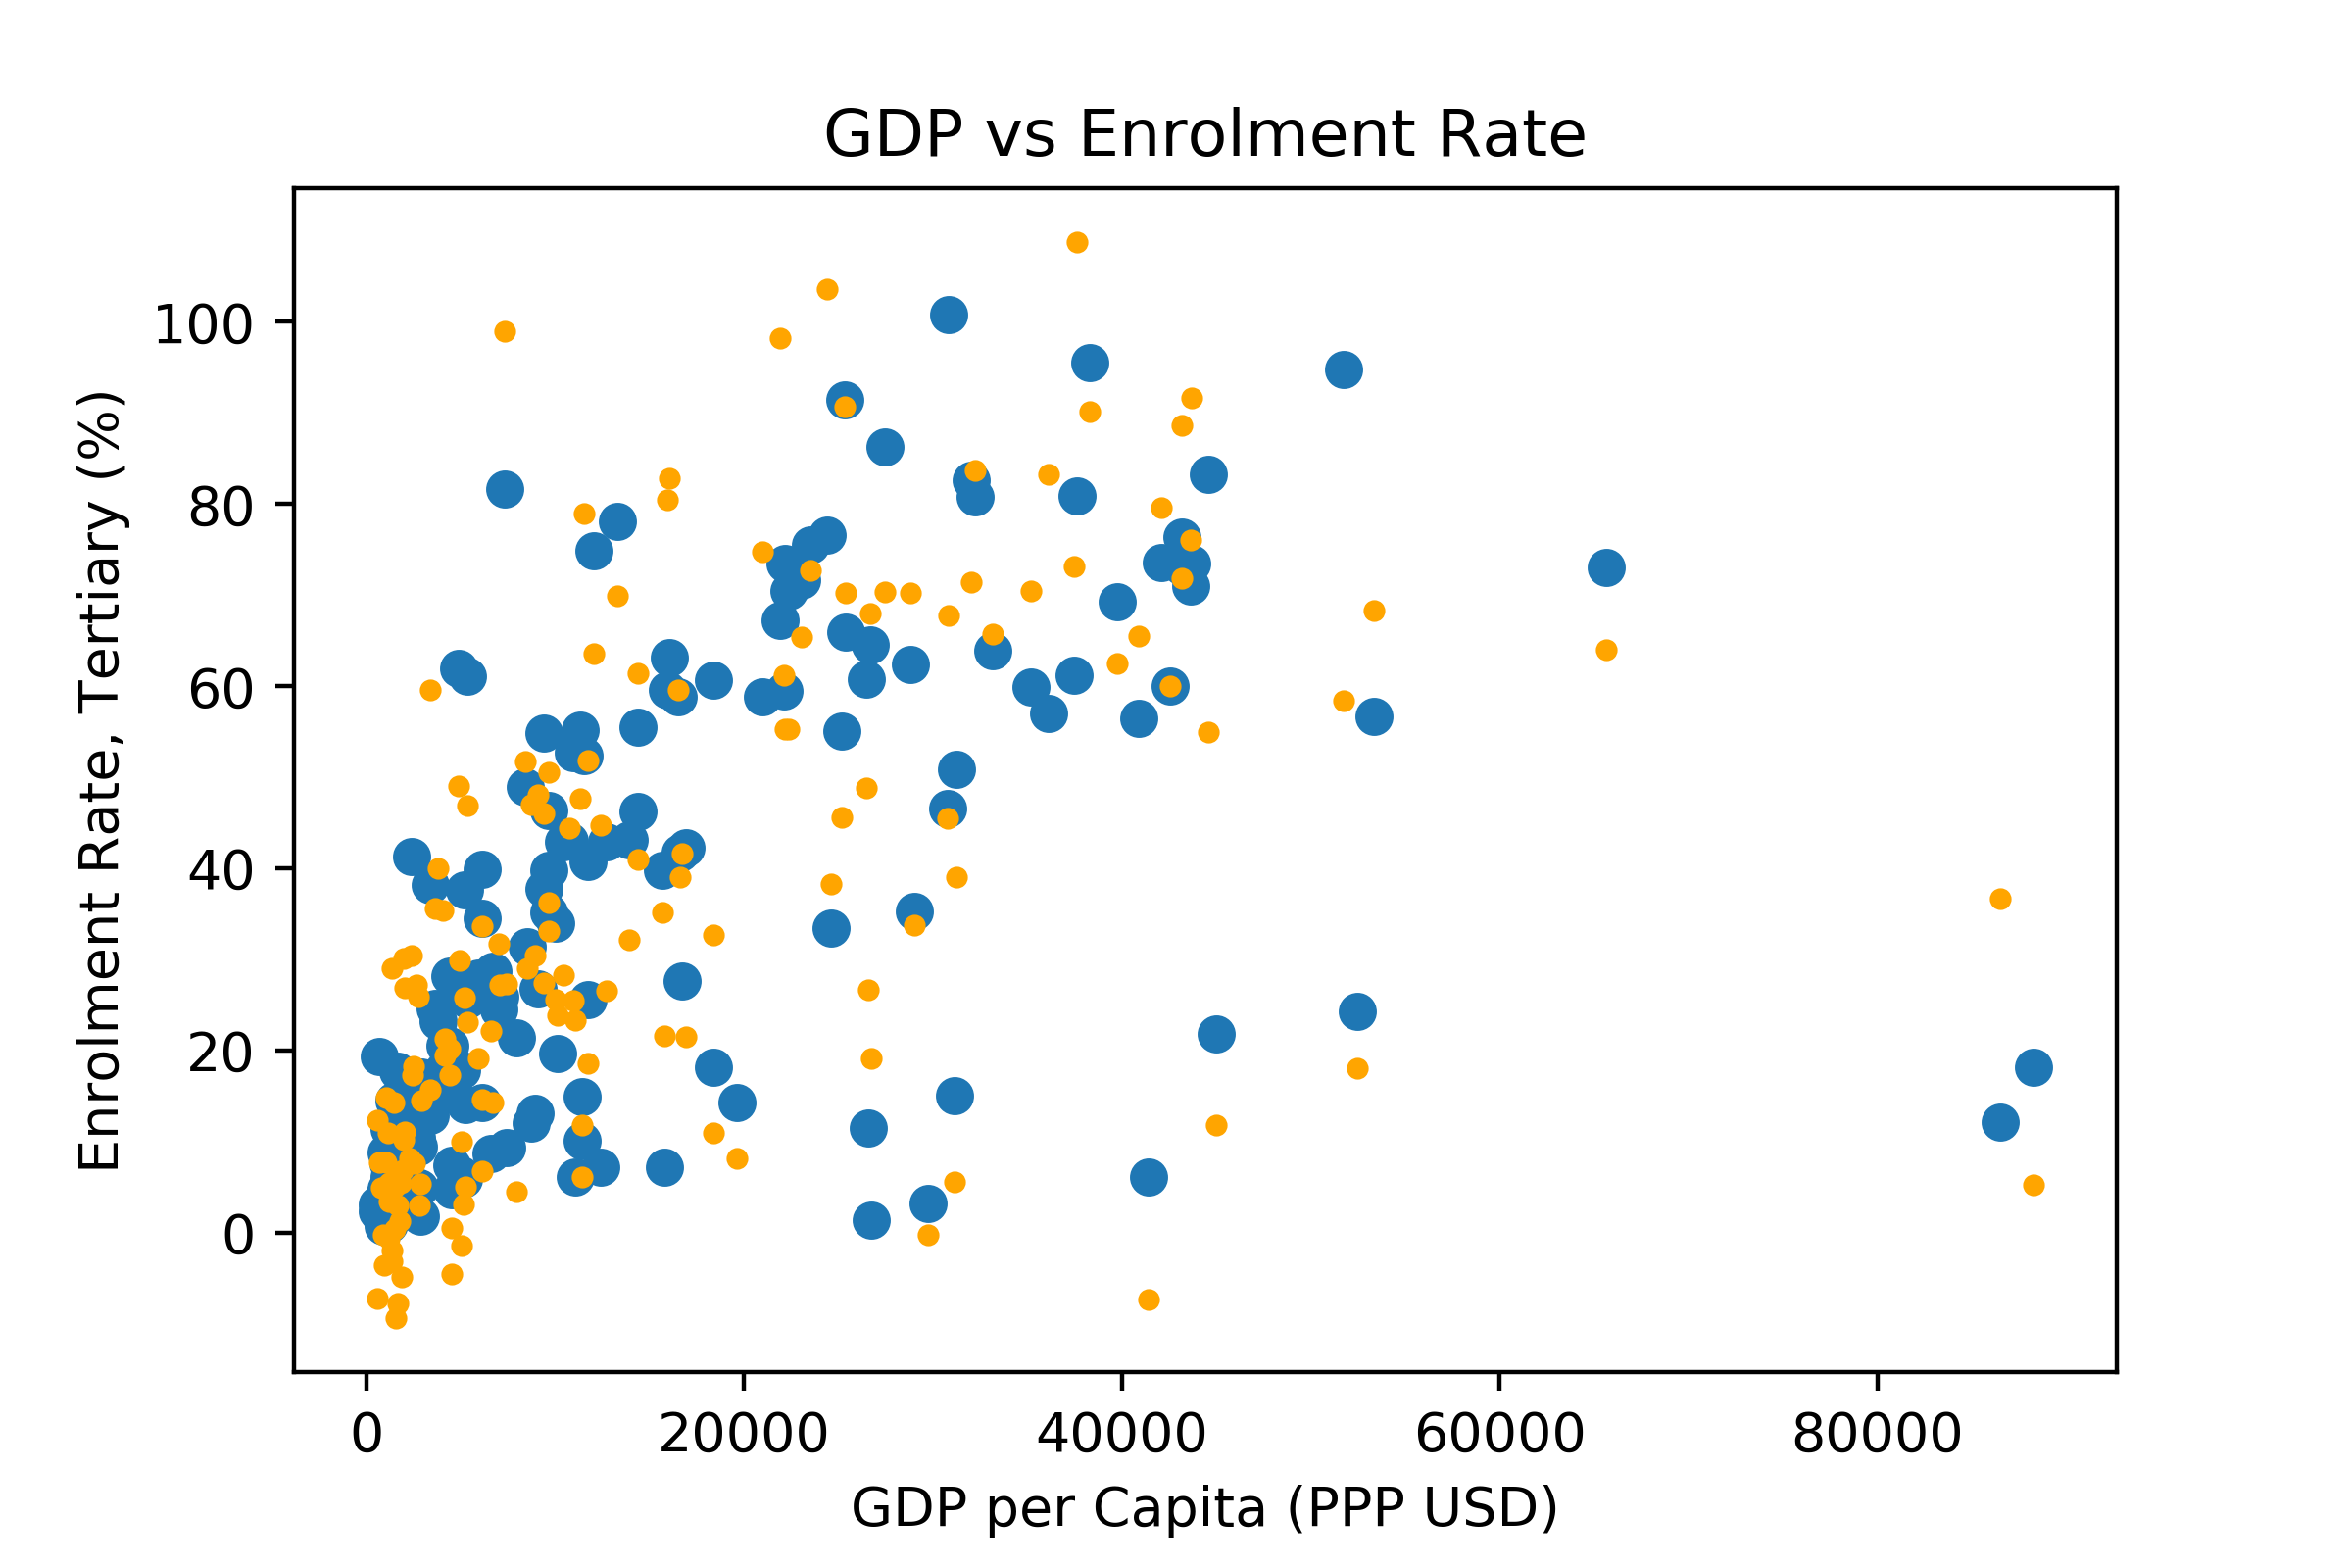 GDP vs Enrolment Rate
Enrolment Rate, Tertiary (%)
100
80
60
40
20
0
0 20000 40000 60000 80000
GDP per Capita (PPP USD)